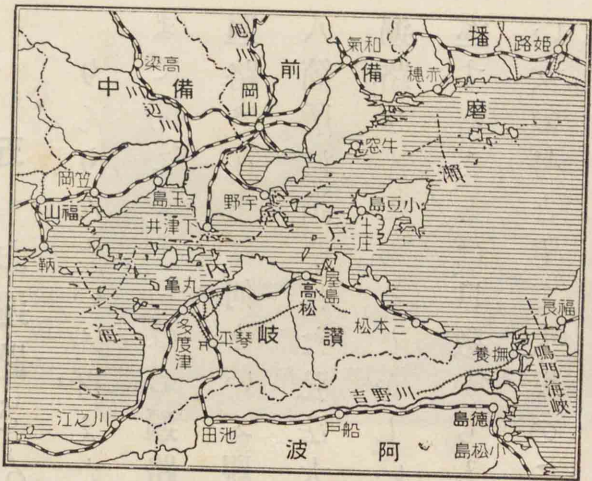 播
路姫
氣和
穂赤
旭川
前
備
梁高
中
備
川辺川
岡山
磨
窓牛
灘
岡笠
島玉
野宇
島豆小
土庄
山福
井津下
鞆
亀丸
高松
屋島
良福
海
多度津
平琴
岐
讃
松本三
養撫
鳴門海峡
吉野川
江之川
田池
戸船
島徳
島松小
波
阿